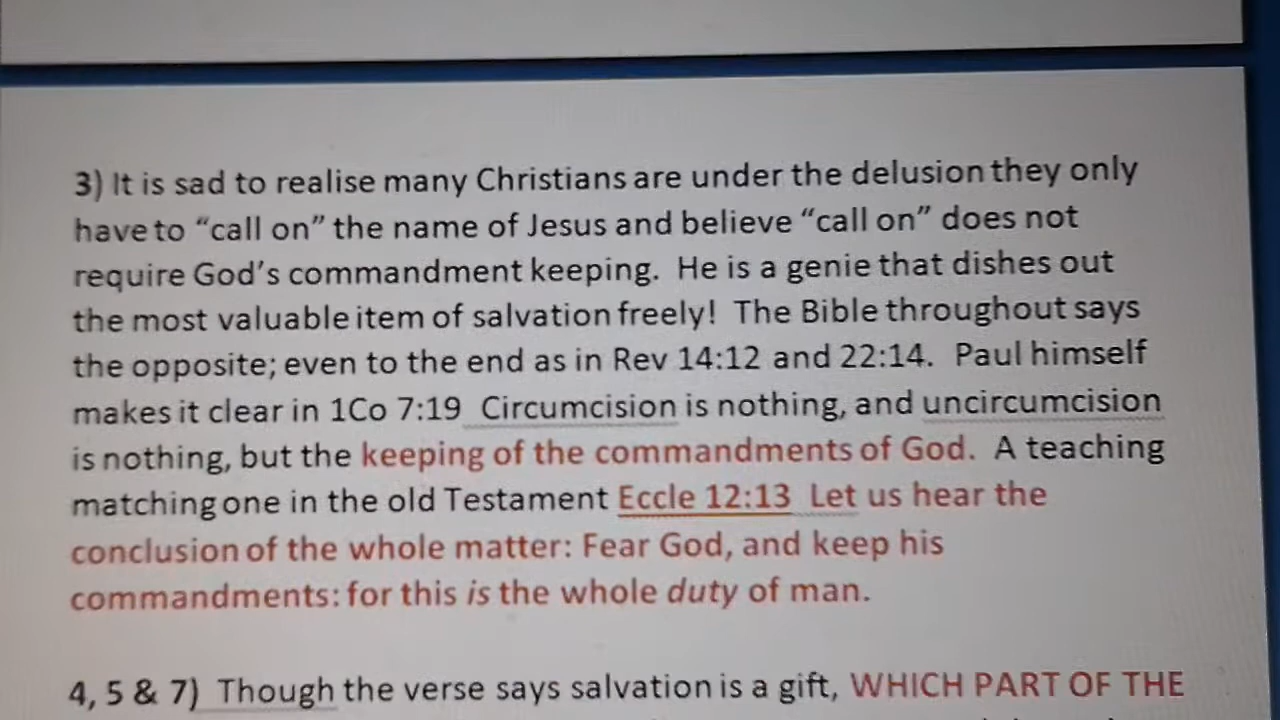 3) It is sad to realise many Christians are under the delusion they only
have to “call on” the name of Jesus and believe “call on” does not
require God’s commandment keeping.  He is a genie that dishes out
the most valuable item of salvation freely!  The Bible throughout says
the opposite; even to the end as in Rev 14:12 and 22:14.  Paul himself
makes it clear in 1Co 7:19  Circumcision is nothing, and uncircumcision
is nothing, but the keeping of the commandments of God.  A teaching
matching one in the old Testament Eccle 12:13  Let us hear the
conclusion of the whole matter: Fear God, and keep his
commandments: for this is the whole duty of man.
4, 5 & 7)  Though the verse says salvation is a gift, WHICH PART OF THE